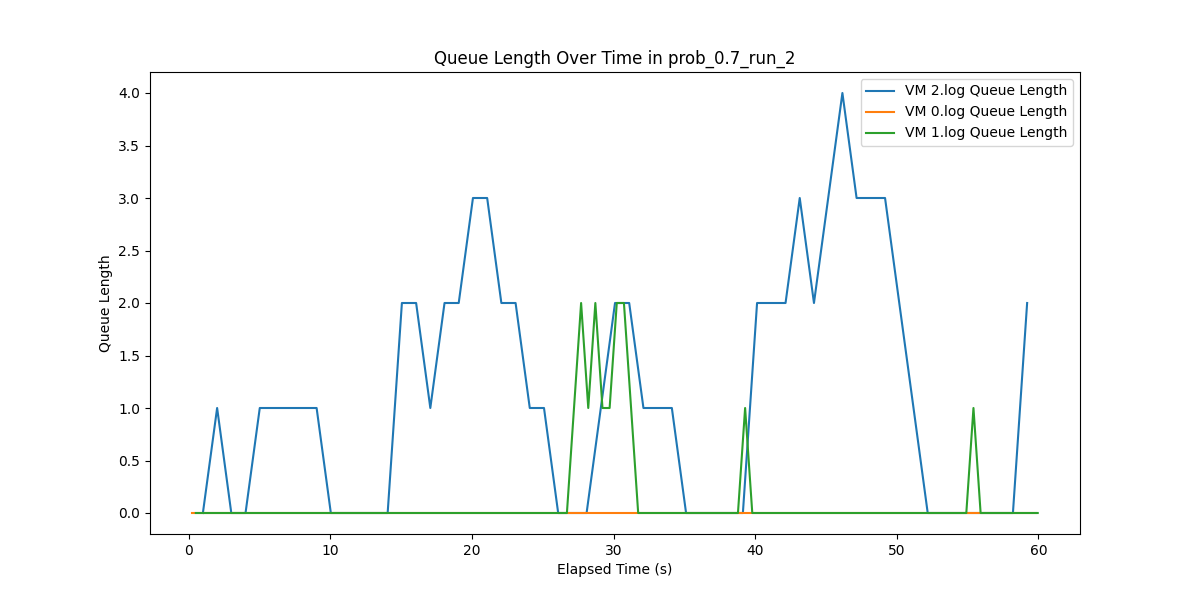 Queue Length Over Time in prob_0.7_run_2
VM 2.log Queue Length
VM 0.log Queue Length
VM 1.log Queue Length
4.0
3.5
3.0
2.5
2.0
1.5
1.0
0.5
0.0
Queue Length
0 10 20 30 40 50 60
Elapsed Time (s)